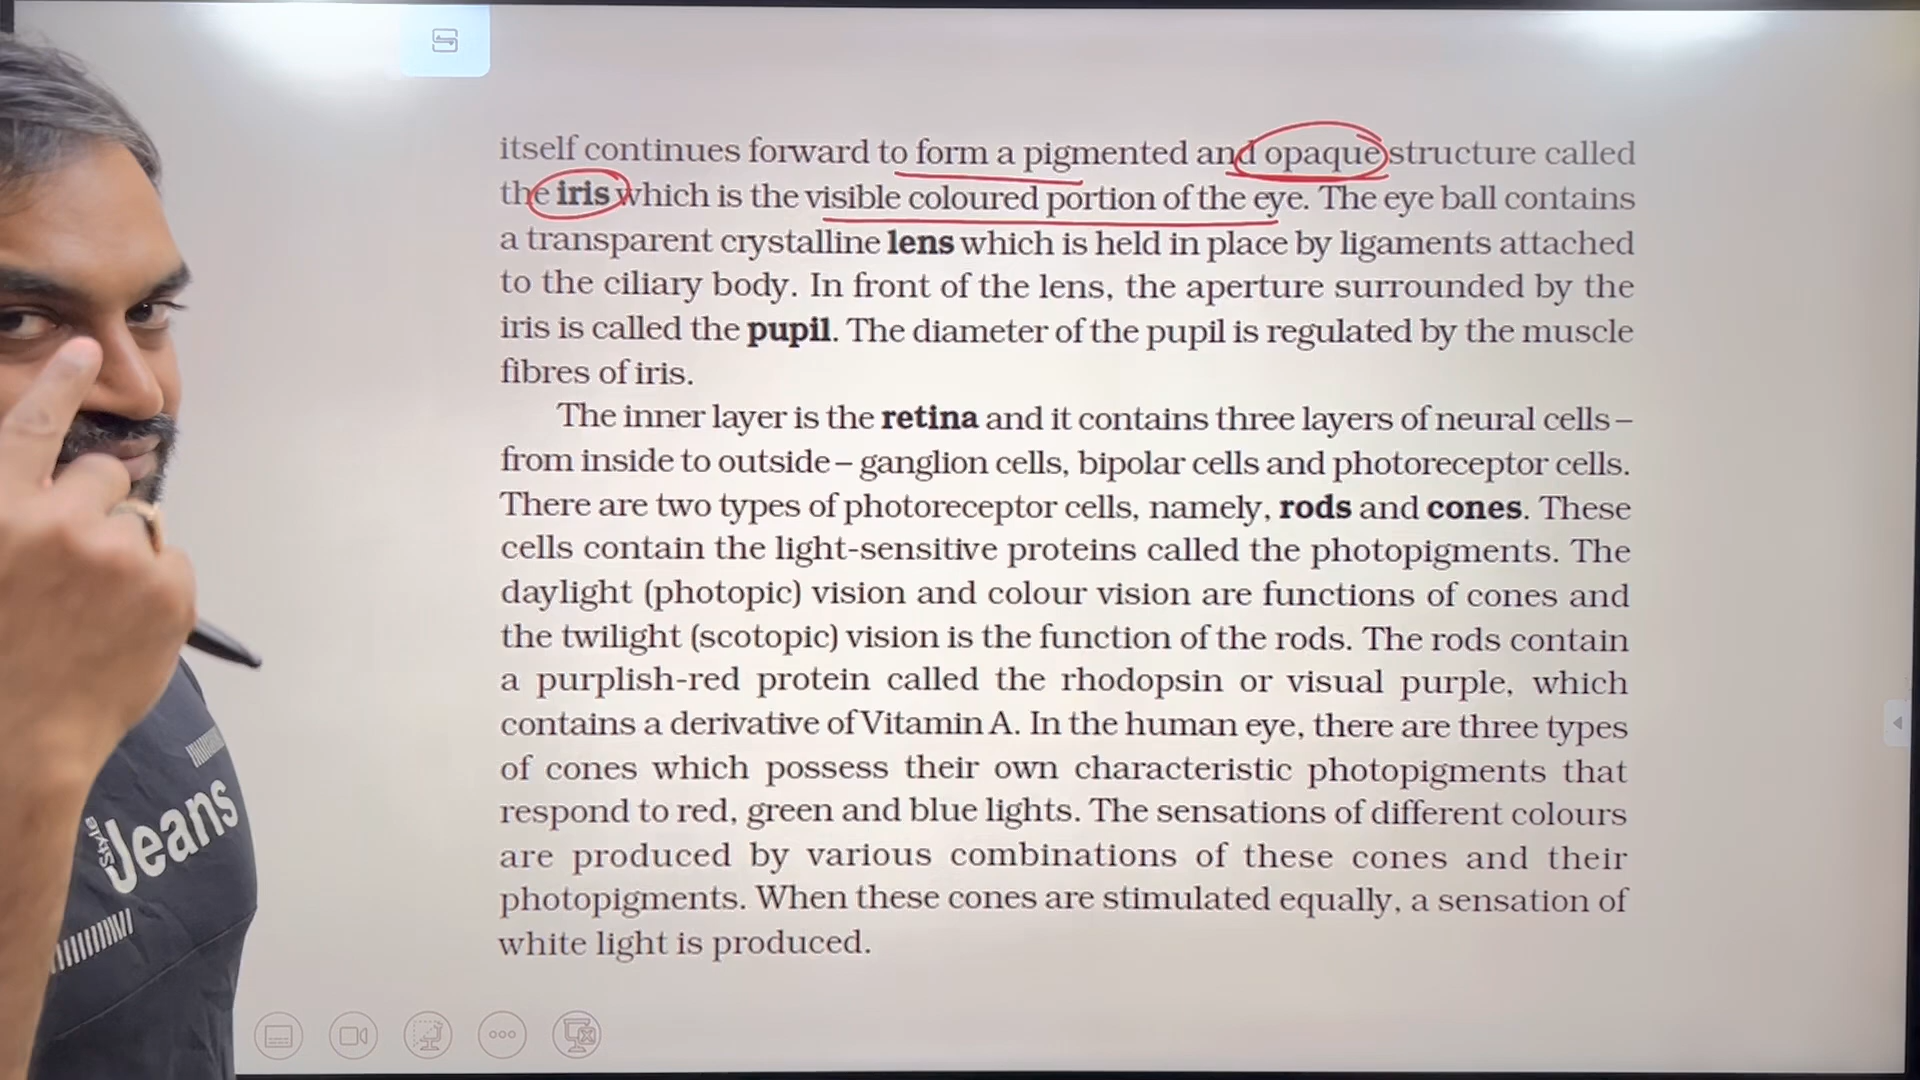 itself continues forward to form a pigmented and opaque structure called
the iris which is the visible coloured portion of the eye. The eye ball contains
a transparent crystalline lens which is held in place by ligaments attached
to the ciliary body. In front of the lens, the aperture surrounded by the
iris is called the pupil. The diameter of the pupil is regulated by the muscle
fibres of iris.
The inner layer is the retina and it contains three layers of neural cells –
from inside to outside – ganglion cells, bipolar cells and photoreceptor cells.
There are two types of photoreceptor cells, namely, rods and cones. These
cells contain the light-sensitive proteins called the photopigments. The
daylight (photopic) vision and colour vision are functions of cones and
the twilight (scotopic) vision is the function of the rods. The rods contain
a purplish-red protein called the rhodopsin or visual purple, which
contains a derivative of Vitamin A. In the human eye, there are three types
of cones which possess their own characteristic photopigments that
respond to red, green and blue lights. The sensations of different colours
are produced by various combinations of these cones and their
photopigments. When these cones are stimulated equally, a sensation of
white light is produced.
Style
Jeans